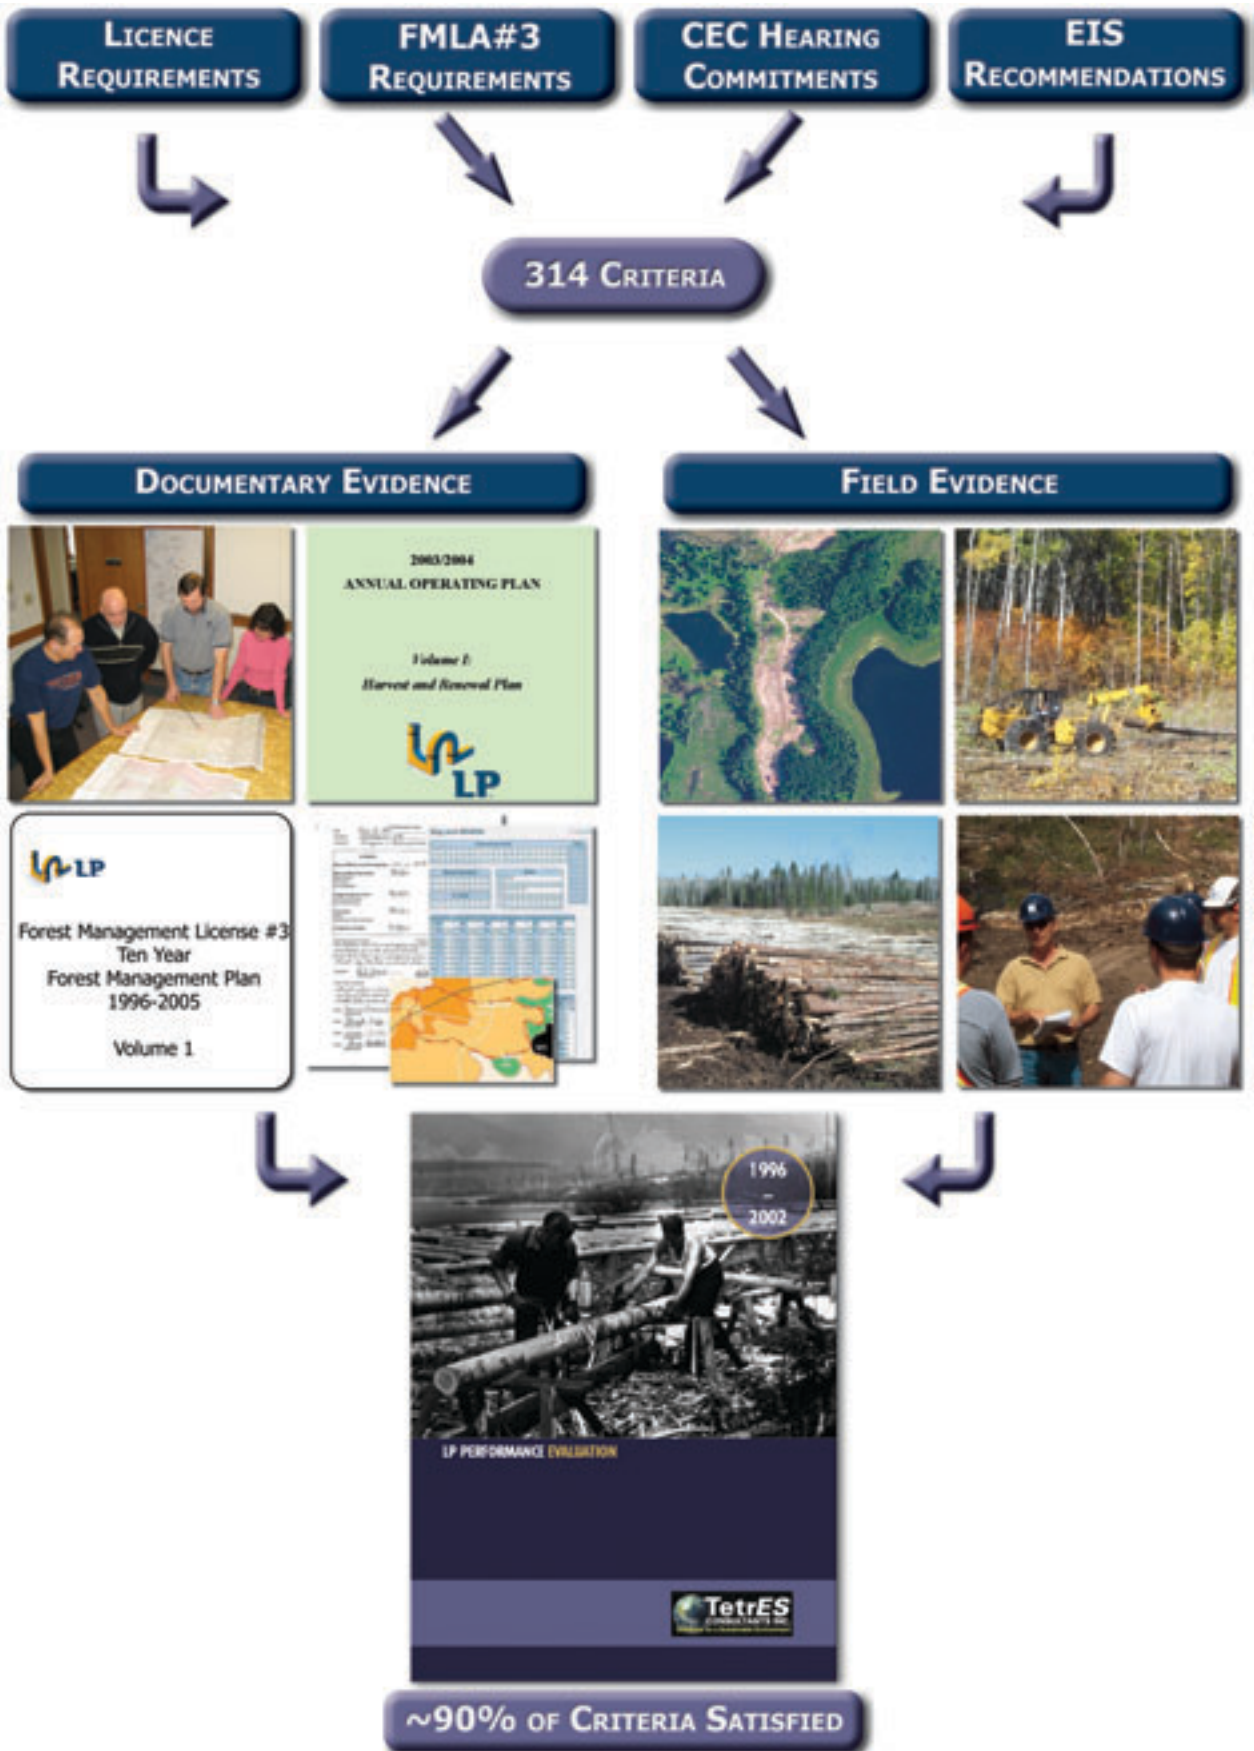 LICENCE
REQUIREMENTS
FMLA#3
REQUIREMENTS
CEC HEARING
COMMITMENTS
EIS
RECOMMENDATIONS
314 CRITERIA
DOCUMENTARY EVIDENCE
FIELD EVIDENCE
2003/2004
ANNUAL OPERATING PLAN
Volume I:
Harvest and Renewal Plan
LP
LP
Forest Management License #3
Ten Year
Forest Management Plan
1996-2005
Volume 1
1996
–
2002
LP PERFORMANCE EVALUATION
TetrES
CONSULTANTS INC.
~90% OF CRITERIA SATISFIED